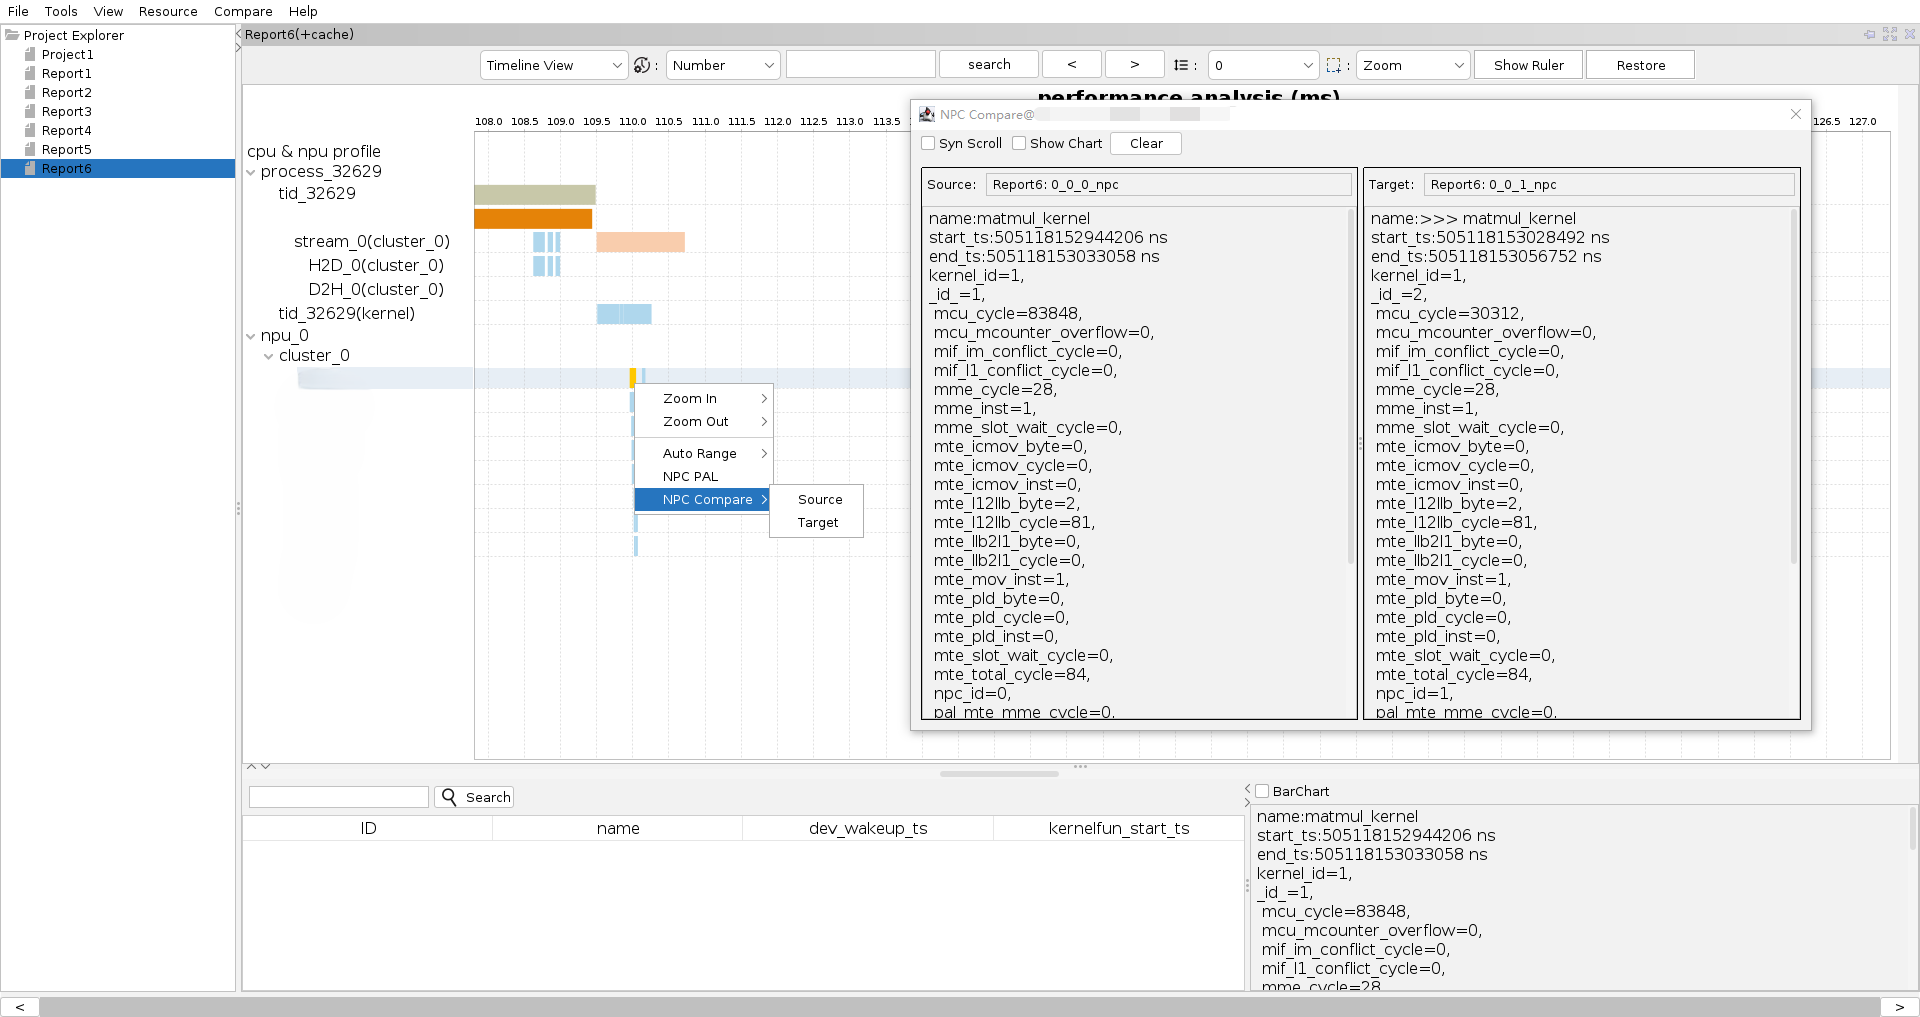 File Tools View Resource Compare Help
Project Explorer
Project1
Report1
Report2
Report3
Report4
Report5
Report6
Report6(+cache)
Timeline View : Number search < > : 0 : Zoom Show Ruler Restore
performance analysis (ms)
108.0 108.5 109.0 109.5 110.0 110.5 111.0 111.5 112.0 112.5 113.0 113.5 126.5 127.0
cpu & npu profile
process_32629
tid_32629
stream_0(cluster_0)
H2D_0(cluster_0)
D2H_0(cluster_0)
tid_32629(kernel)
npu_0
cluster_0
Zoom In >
Zoom Out >
Auto Range >
NPC PAL
NPC Compare >
Source
Target
NPC Compare@
Syn Scroll Show Chart Clear
Source: Report6: 0_0_0_npc
name:matmul_kernel
start_ts:505118152944206 ns
end_ts:505118153033058 ns
kernel_id=1,
_id_=1,
mcu_cycle=83848,
mcu_mcounter_overflow=0,
mif_im_conflict_cycle=0,
mif_l1_conflict_cycle=0,
mme_cycle=28,
mme_inst=1,
mme_slot_wait_cycle=0,
mte_icmov_byte=0,
mte_icmov_cycle=0,
mte_icmov_inst=0,
mte_l12llb_byte=2,
mte_l12llb_cycle=81,
mte_llb2l1_byte=0,
mte_llb2l1_cycle=0,
mte_mov_inst=1,
mte_pld_byte=0,
mte_pld_cycle=0,
mte_pld_inst=0,
mte_slot_wait_cycle=0,
mte_total_cycle=84,
npc_id=0,
pal_mte_mme_cycle=0,
Target: Report6: 0_0_1_npc
name:>>> matmul_kernel
start_ts:505118153028492 ns
end_ts:505118153056752 ns
kernel_id=1,
_id_=2,
mcu_cycle=30312,
mcu_mcounter_overflow=0,
mif_im_conflict_cycle=0,
mif_l1_conflict_cycle=0,
mme_cycle=28,
mme_inst=1,
mme_slot_wait_cycle=0,
mte_icmov_byte=0,
mte_icmov_cycle=0,
mte_icmov_inst=0,
mte_l12llb_byte=2,
mte_l12llb_cycle=81,
mte_llb2l1_byte=0,
mte_llb2l1_cycle=0,
mte_mov_inst=1,
mte_pld_byte=0,
mte_pld_cycle=0,
mte_pld_inst=0,
mte_slot_wait_cycle=0,
mte_total_cycle=84,
npc_id=1,
pal_mte_mme_cycle=0,
Search
ID name dev_wakeup_ts kernelfun_start_ts
BarChart
name:matmul_kernel
start_ts:505118152944206 ns
end_ts:505118153033058 ns
kernel_id=1,
_id_=1,
mcu_cycle=83848,
mcu_mcounter_overflow=0,
mif_im_conflict_cycle=0,
mif_l1_conflict_cycle=0,
mme_cycle=28
< >